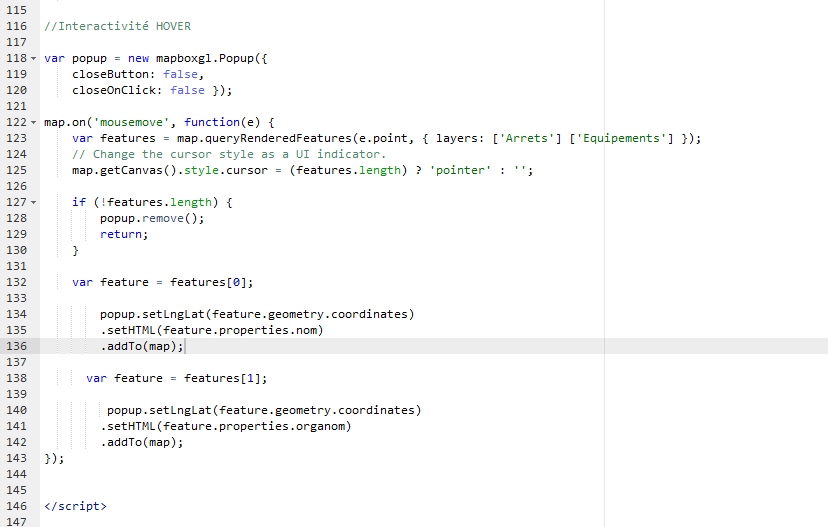 115
116 //Interactivité HOVER
117
118 var popup = new mapboxgl.Popup({
119 closeButton: false,
120 closeOnClick: false });
121
122 map.on('mousemove', function(e) {
123 var features = map.queryRenderedFeatures(e.point, { layers: ['Arrets'] ['Equipements'] });
124 // Change the cursor style as a UI indicator.
125 map.getCanvas().style.cursor = (features.length) ? 'pointer' : '';
126
127 if (!features.length) {
128 popup.remove();
129 return;
130 }
131
132 var feature = features[0];
133
134 popup.setLngLat(feature.geometry.coordinates)
135 .setHTML(feature.properties.nom)
136 .addTo(map);
137
138 var feature = features[1];
139
140 popup.setLngLat(feature.geometry.coordinates)
141 .setHTML(feature.properties.organom)
142 .addTo(map);
143 });
144
145
146 </script>
147